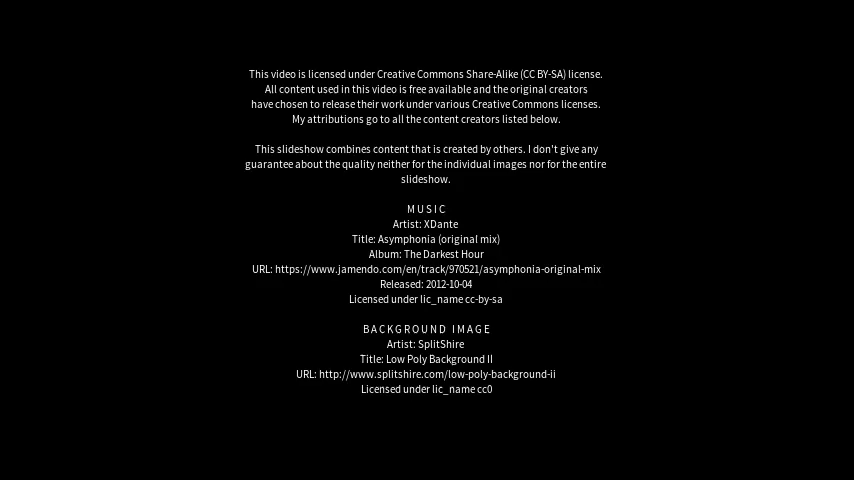 This video is licensed under Creative Commons Share-Alike (CC BY-SA) license.
All content used in this video is free available and the original creators
have chosen to release their work under various Creative Commons licenses.
My attributions go to all the content creators listed below.
This slideshow combines content that is created by others. I don't give any
guarantee about the quality neither for the individual images nor for the entire
slideshow.
MUSIC
Artist: XDante
Title: Asymphonia (original mix)
Album: The Darkest Hour
URL: https://www.jamendo.com/en/track/970521/asymphonia-original-mix
Released: 2012-10-04
Licensed under lic_name cc-by-sa
BACKGROUND IMAGE
Artist: SplitShire
Title: Low Poly Background II
URL: http://www.splitshire.com/low-poly-background-ii
Licensed under lic_name cc0